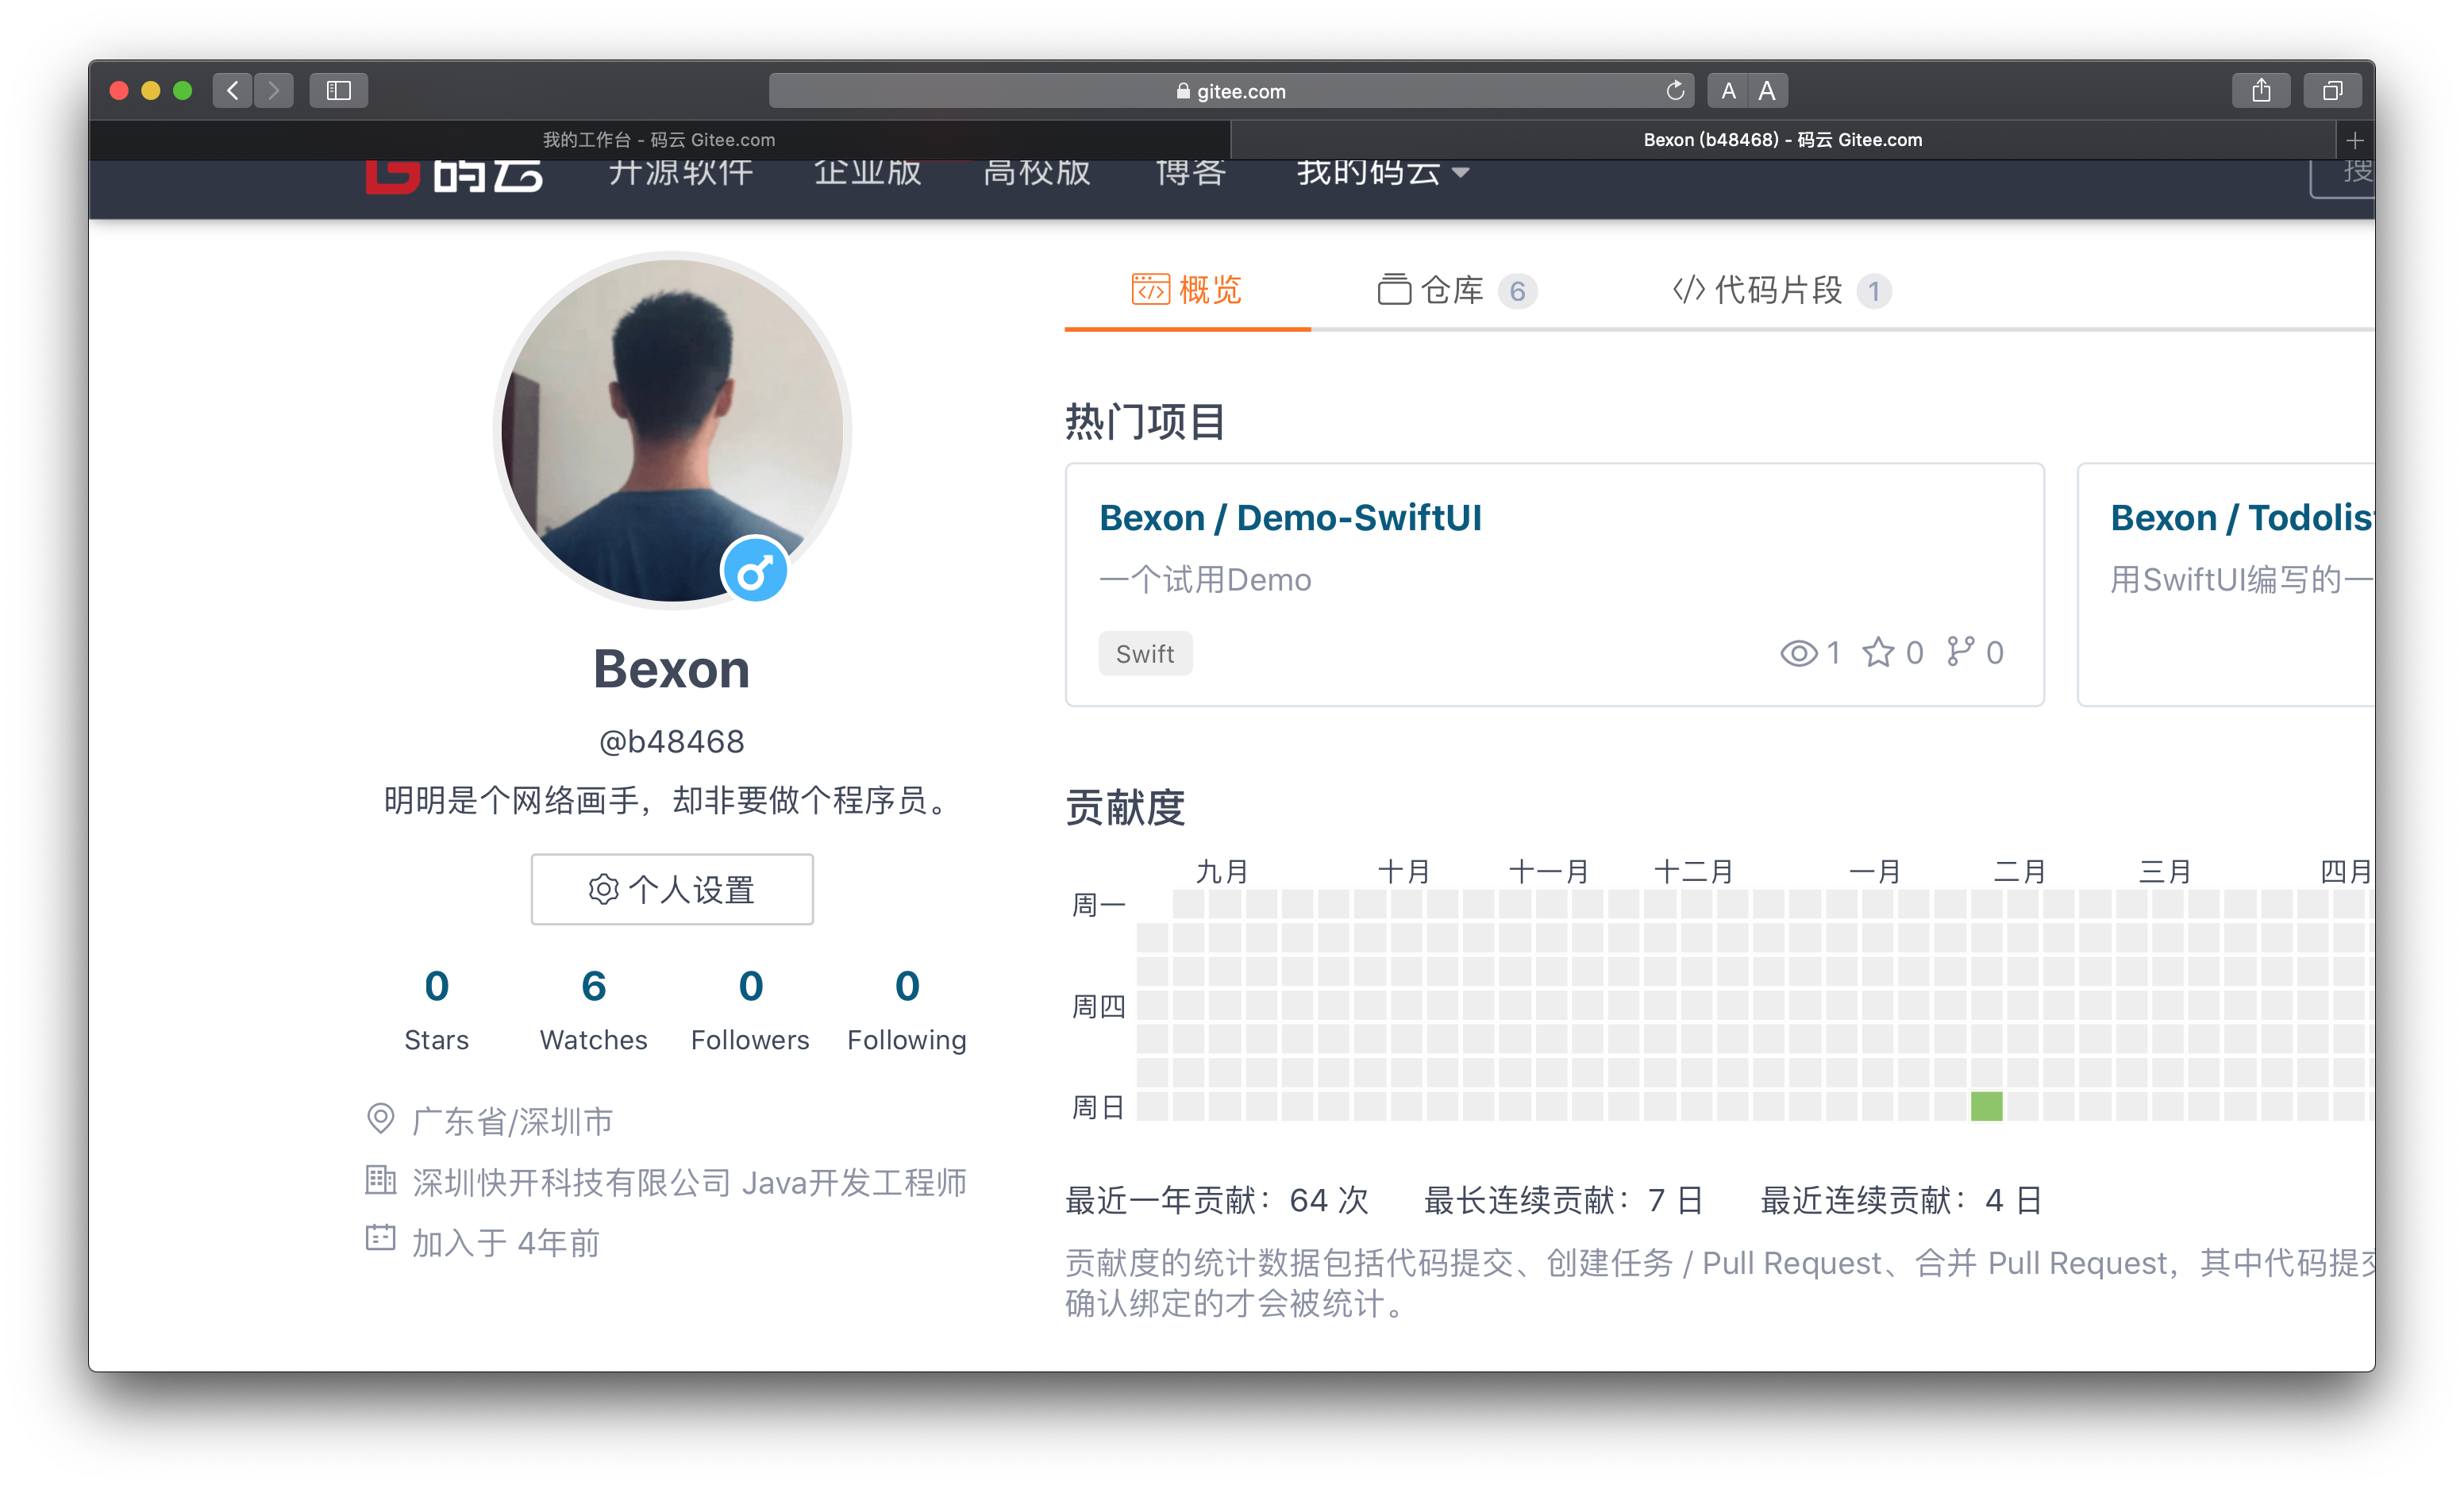 gitee.com
A A
我的工作台 - 码云 Gitee.com
Bexon (b48468) - 码云 Gitee.com
码云 开源软件 企业版 高校版 博客 我的码云 搜
概览 仓库 6 代码片段 1
Bexon
@b48468
明明是个网络画手，却非要做个程序员。
个人设置
0 6 0 0
Stars Watches Followers Following
广东省/深圳市
深圳快开科技有限公司 Java开发工程师
加入于 4年前
热门项目
Bexon / Demo-SwiftUI
一个试用Demo
Swift 1 0 0
Bexon / Todolis
用SwiftUI编写的一
贡献度
九月 十月 十一月 十二月 一月 二月 三月 四月
周一
周四
周日
最近一年贡献：64 次 最长连续贡献：7 日 最近连续贡献：4 日
贡献度的统计数据包括代码提交、创建任务 / Pull Request、合并 Pull Request，其中代码提交
确认绑定的才会被统计。